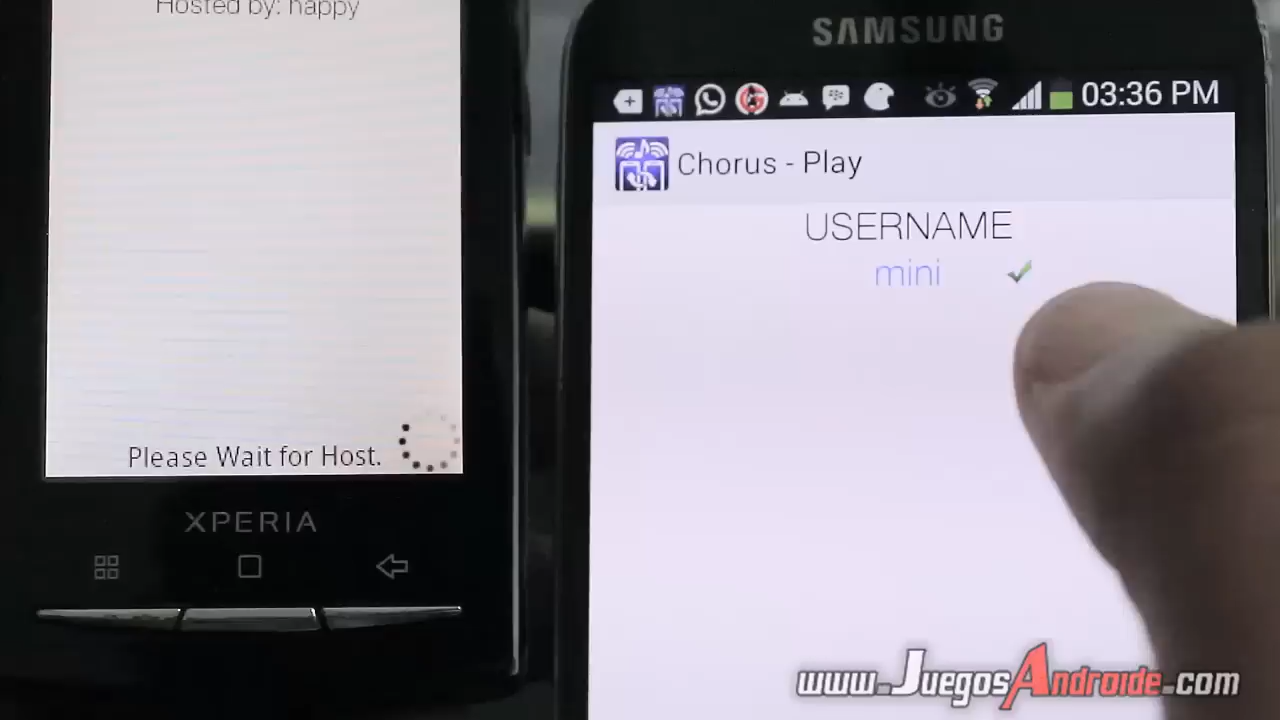 Hosted by: happy
Please Wait for Host.
XPERIA
SAMSUNG
03:36 PM
Chorus - Play
USERNAME
mini
www.JuegosAndroide.com